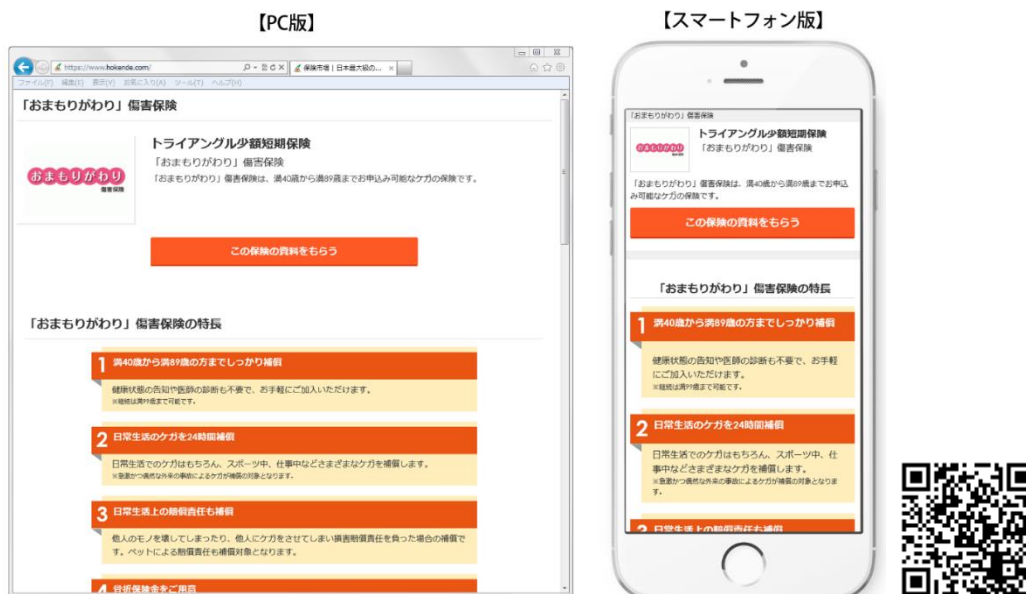 【PC版】
【スマートフォン版】
https://www.hokende.com/
保険市場 | 日本最大級の...
ファイル(F) 編集(E) 表示(V) お気に入り(A) ツール(T) ヘルプ(H)
「おまもりがわり」傷害保険
おまもりがわり
傷害保険
トライアングル少額短期保険
「おまもりがわり」傷害保険
「おまもりがわり」傷害保険は、満40歳から満89歳までお申込み可能なケガの保険です。
この保険の資料をもらう
「おまもりがわり」傷害保険の特長
1 満40歳から満89歳の方までしっかり補償
健康状態の告知や医師の診断も不要で、お手軽にご加入いただけます。
※継続は満99歳まで可能です。
2 日常生活のケガを24時間補償
日常生活でのケガはもちろん、スポーツ中、仕事中などさまざまなケガを補償します。
※急激かつ偶然な外来の事故によるケガが補償の対象となります。
3 日常生活上の賠償責任も補償
他人のモノを壊してしまったり、他人にケガをさせてしまい損害賠償責任を負った場合の補償で
す。ペットによる賠償責任も補償対象となります。
4 骨折保険金をご用意
「おまもりがわり」傷害保険
おまもりがわり
傷害保険
トライアングル少額短期保険
「おまもりがわり」傷害保険
「おまもりがわり」傷害保険は、満40歳から満89歳までお申込
み可能なケガの保険です。
この保険の資料をもらう
「おまもりがわり」傷害保険の特長
1 満40歳から満89歳の方までしっかり補償
健康状態の告知や医師の診断も不要で、お手軽
にご加入いただけます。
※継続は満99歳まで可能です。
2 日常生活のケガを24時間補償
日常生活でのケガはもちろん、スポーツ中、仕
事中などさまざまなケガを補償します。
※急激かつ偶然な外来の事故によるケガが補償の対象となりま
す。
3 日常生活上の賠償責任も補償